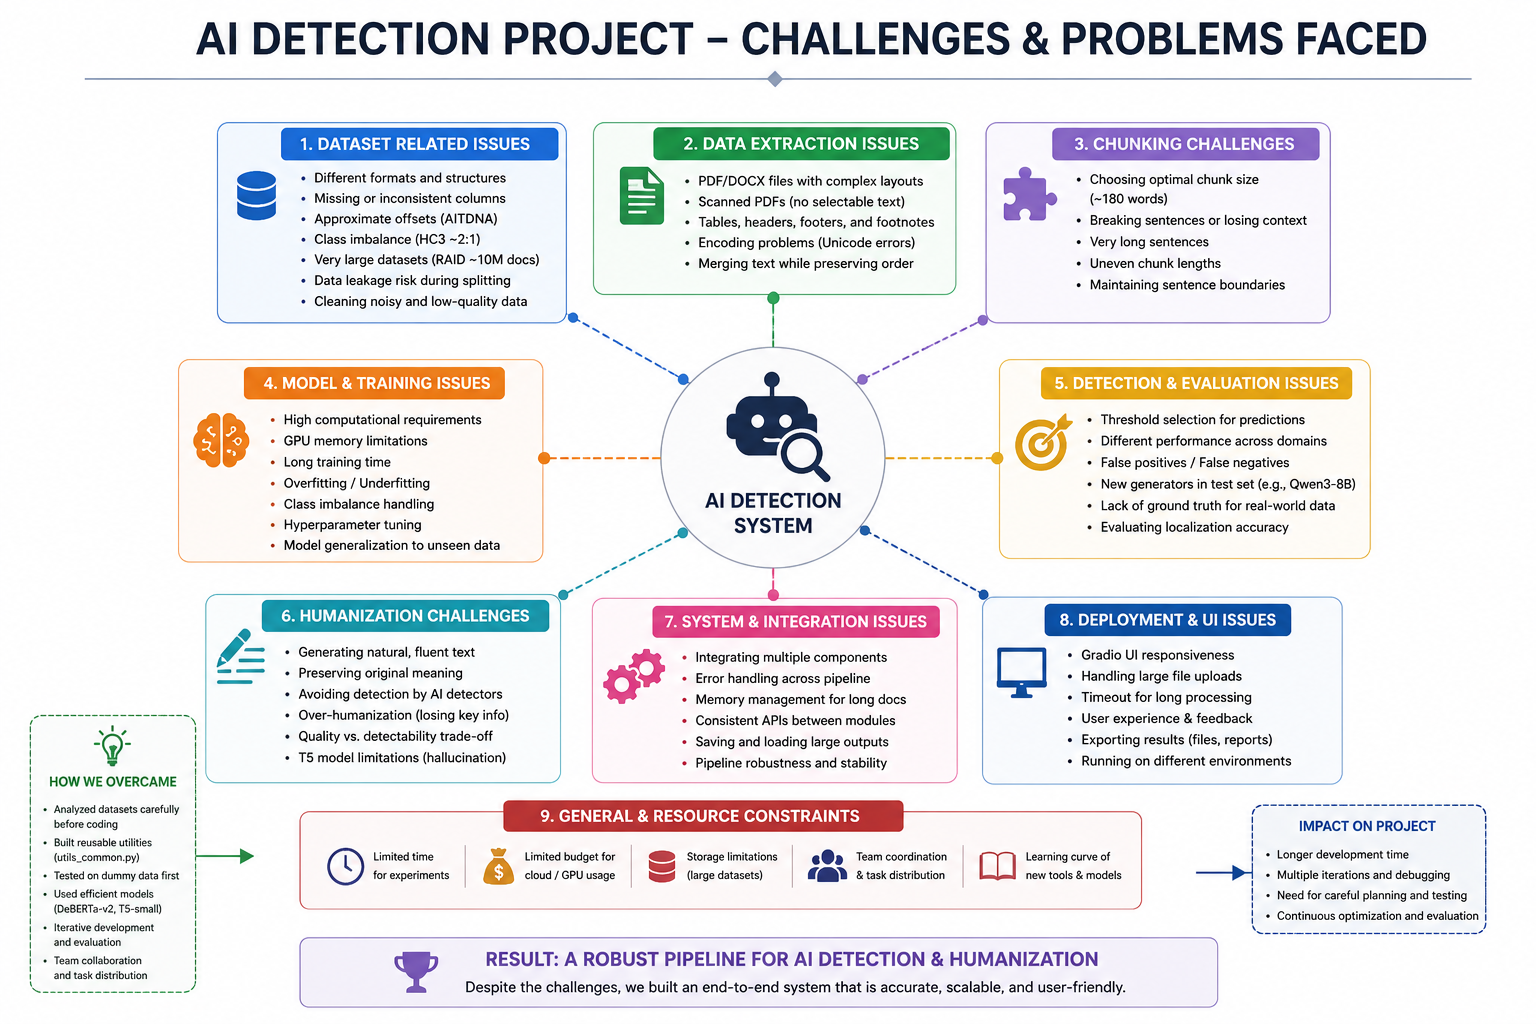 AI DETECTION PROJECT – CHALLENGES & PROBLEMS FACED
1. DATASET RELATED ISSUES
• Different formats and structures
• Missing or inconsistent columns
• Approximate offsets (AITDNA)
• Class imbalance (HC3 ~2:1)
• Very large datasets (RAID ~10M docs)
• Data leakage risk during splitting
• Cleaning noisy and low-quality data
2. DATA EXTRACTION ISSUES
• PDF/DOCX files with complex layouts
• Scanned PDFs (no selectable text)
• Tables, headers, footers, and footnotes
• Encoding problems (Unicode errors)
• Merging text while preserving order
3. CHUNKING CHALLENGES
• Choosing optimal chunk size
(~180 words)
• Breaking sentences or losing context
• Very long sentences
• Uneven chunk lengths
• Maintaining sentence boundaries
4. MODEL & TRAINING ISSUES
• High computational requirements
• GPU memory limitations
• Long training time
• Overfitting / Underfitting
• Class imbalance handling
• Hyperparameter tuning
• Model generalization to unseen data
AI DETECTION
SYSTEM
5. DETECTION & EVALUATION ISSUES
• Threshold selection for predictions
• Different performance across domains
• False positives / False negatives
• New generators in test set (e.g., Qwen3-8B)
• Lack of ground truth for real-world data
• Evaluating localization accuracy
6. HUMANIZATION CHALLENGES
• Generating natural, fluent text
• Preserving original meaning
• Avoiding detection by AI detectors
• Over-humanization (losing key info)
• Quality vs. detectability trade-off
• T5 model limitations (hallucination)
7. SYSTEM & INTEGRATION ISSUES
• Integrating multiple components
• Error handling across pipeline
• Memory management for long docs
• Consistent APIs between modules
• Saving and loading large outputs
• Pipeline robustness and stability
8. DEPLOYMENT & UI ISSUES
• Gradio UI responsiveness
• Handling large file uploads
• Timeout for long processing
• User experience & feedback
• Exporting results (files, reports)
• Running on different environments
HOW WE OVERCAME
• Analyzed datasets carefully
before coding
• Built reusable utilities
(utils_common.py)
• Tested on dummy data first
• Used efficient models
(DeBERTa-v2, T5-small)
• Iterative development
and evaluation
• Team collaboration
and task distribution
9. GENERAL & RESOURCE CONSTRAINTS
Limited time
for experiments
$
Limited budget for
cloud / GPU usage
Storage limitations
(large datasets)
Team coordination
& task distribution
Learning curve of
new tools & models
IMPACT ON PROJECT
• Longer development time
• Multiple iterations and debugging
• Need for careful planning and testing
• Continuous optimization and evaluation
RESULT: A ROBUST PIPELINE FOR AI DETECTION & HUMANIZATION
Despite the challenges, we built an end-to-end system that is accurate, scalable, and user-friendly.